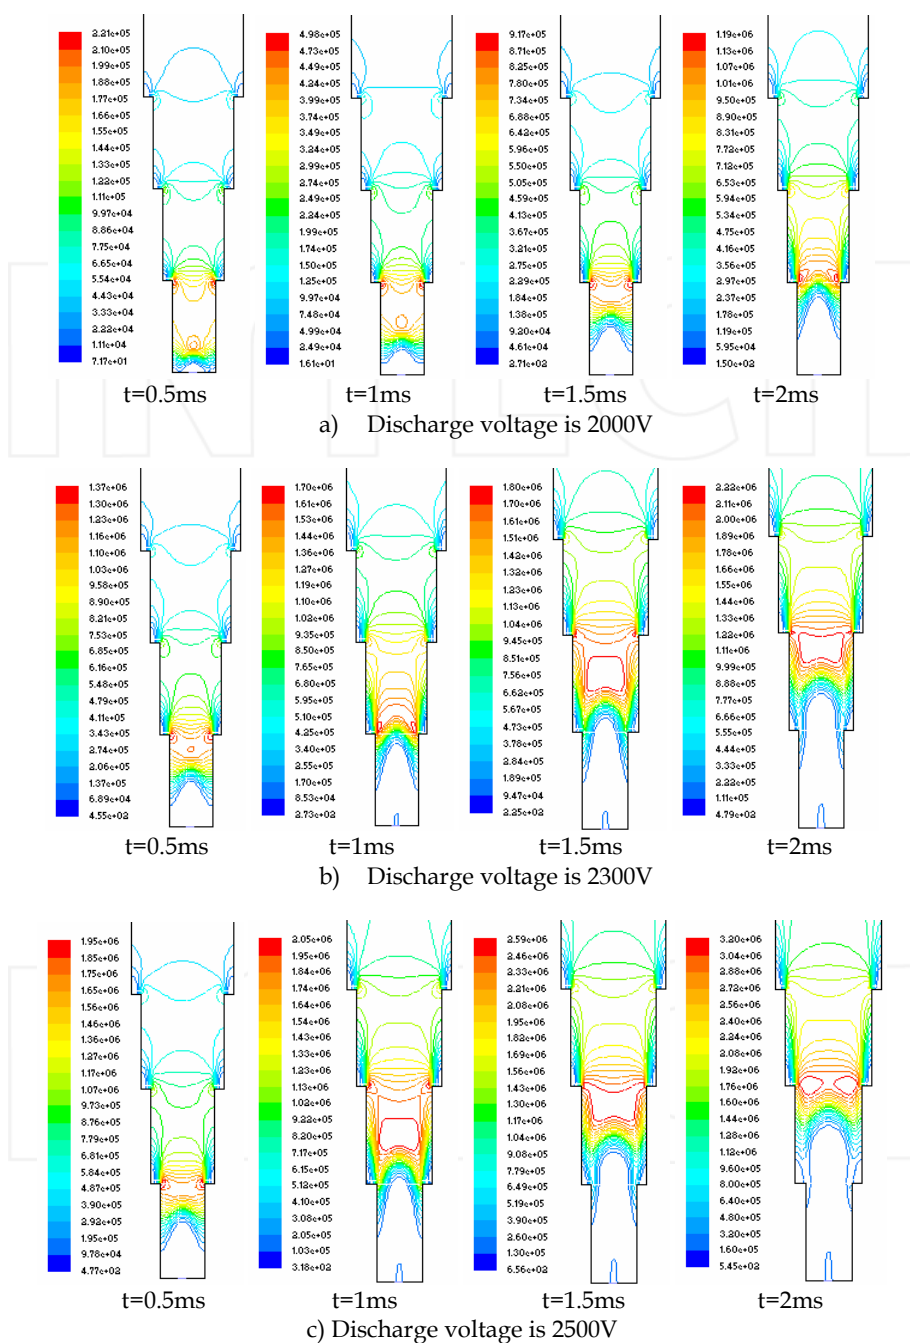 2.21e+05
2.10e+05
1.99e+05
1.88e+05
1.77e+05
1.66e+05
1.55e+05
1.44e+05
1.33e+05
1.22e+05
1.11e+05
9.97e+04
8.86e+04
7.75e+04
6.65e+04
5.54e+04
4.43e+04
3.33e+04
2.22e+04
1.11e+04
7.17e+01
t=0.5ms
4.98e+05
4.73e+05
4.49e+05
4.24e+05
3.99e+05
3.74e+05
3.49e+05
3.24e+05
2.99e+05
2.74e+05
2.49e+05
2.24e+05
1.99e+05
1.74e+05
1.50e+05
1.25e+05
9.97e+04
7.48e+04
4.99e+04
2.49e+04
1.61e+01
t=1ms
9.17e+05
8.71e+05
8.25e+05
7.80e+05
7.34e+05
6.88e+05
6.42e+05
5.96e+05
5.50e+05
5.05e+05
4.59e+05
4.13e+05
3.67e+05
3.21e+05
2.75e+05
2.29e+05
1.84e+05
1.38e+05
9.20e+04
4.61e+04
2.71e+02
t=1.5ms
1.19e+06
1.13e+06
1.07e+06
1.01e+06
9.50e+05
8.90e+05
8.31e+05
7.72e+05
7.12e+05
6.53e+05
5.94e+05
5.34e+05
4.75e+05
4.16e+05
3.56e+05
2.97e+05
2.37e+05
1.78e+05
1.19e+05
5.95e+04
1.50e+02
t=2ms
a) Discharge voltage is 2000V
1.37e+06
1.30e+06
1.23e+06
1.16e+06
1.10e+06
1.03e+06
9.58e+05
8.90e+05
8.21e+05
7.53e+05
6.85e+05
6.16e+05
5.48e+05
4.79e+05
4.11e+05
3.43e+05
2.74e+05
2.06e+05
1.37e+05
6.89e+04
4.55e+02
t=0.5ms
1.70e+06
1.61e+06
1.53e+06
1.44e+06
1.36e+06
1.27e+06
1.19e+06
1.10e+06
1.02e+06
9.35e+05
8.50e+05
7.65e+05
6.80e+05
5.95e+05
5.10e+05
4.25e+05
3.40e+05
2.55e+05
1.70e+05
8.53e+04
2.73e+02
t=1ms
1.80e+06
1.70e+06
1.61e+06
1.51e+06
1.42e+06
1.32e+06
1.23e+06
1.13e+06
1.04e+06
9.45e+05
8.51e+05
7.56e+05
6.62e+05
5.67e+05
4.73e+05
3.78e+05
2.84e+05
1.89e+05
9.47e+04
2.25e+02
t=1.5ms
2.22e+06
2.11e+06
2.00e+06
1.89e+06
1.78e+06
1.66e+06
1.55e+06
1.44e+06
1.33e+06
1.22e+06
1.11e+06
9.99e+05
8.88e+05
7.77e+05
6.66e+05
5.55e+05
4.44e+05
3.33e+05
2.22e+05
1.11e+05
4.79e+02
t=2ms
b) Discharge voltage is 2300V
1.95e+06
1.85e+06
1.75e+06
1.65e+06
1.56e+06
1.46e+06
1.36e+06
1.27e+06
1.17e+06
1.07e+06
9.73e+05
8.76e+05
7.79e+05
6.81e+05
5.84e+05
4.87e+05
3.90e+05
2.92e+05
1.95e+05
9.78e+04
4.77e+02
t=0.5ms
2.05e+06
1.95e+06
1.84e+06
1.74e+06
1.64e+06
1.54e+06
1.43e+06
1.33e+06
1.23e+06
1.13e+06
1.02e+06
9.22e+05
8.20e+05
7.17e+05
6.15e+05
5.12e+05
4.10e+05
3.08e+05
2.05e+05
1.03e+05
3.18e+02
t=1ms
2.59e+06
2.46e+06
2.33e+06
2.21e+06
2.08e+06
1.95e+06
1.82e+06
1.69e+06
1.56e+06
1.43e+06
1.30e+06
1.17e+06
1.04e+06
9.08e+05
7.79e+05
6.49e+05
5.19e+05
3.90e+05
2.60e+05
1.30e+05
6.56e+02
t=1.5ms
3.20e+06
3.04e+06
2.88e+06
2.72e+06
2.56e+06
2.40e+06
2.24e+06
2.08e+06
1.92e+06
1.76e+06
1.60e+06
1.44e+06
1.28e+06
1.12e+06
9.60e+05
8.00e+05
6.40e+05
4.80e+05
3.20e+05
1.60e+05
5.45e+02
t=2ms
c) Discharge voltage is 2500V